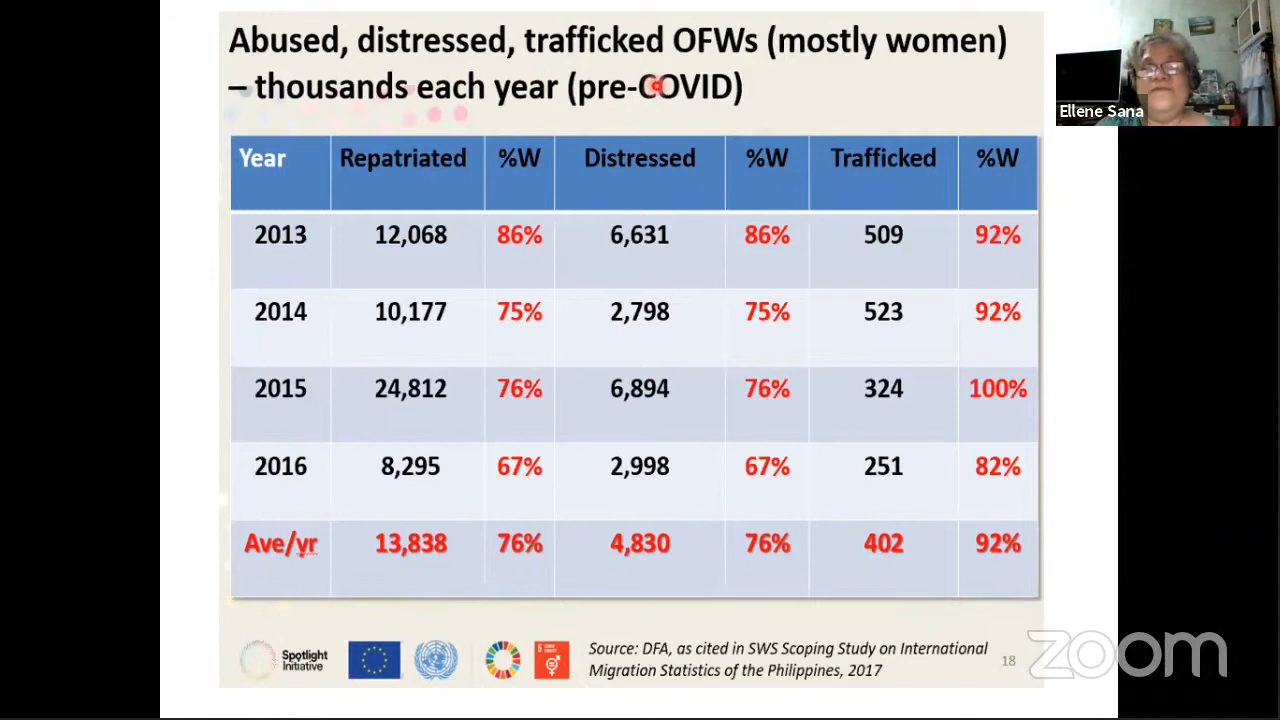 Abused, distressed, trafficked OFWs (mostly women)
– thousands each year (pre-COVID)
Ellene Sana
Year Repatriated %W Distressed %W Trafficked %W
2013 12,068 86% 6,631 86% 509 92%
2014 10,177 75% 2,798 75% 523 92%
2015 24,812 76% 6,894 76% 324 100%
2016 8,295 67% 2,998 67% 251 82%
Ave/yr 13,838 76% 4,830 76% 402 92%
Spotlight
Initiative
Source: DFA, as cited in SWS Scoping Study on International
Migration Statistics of the Philippines, 2017
18
zoom